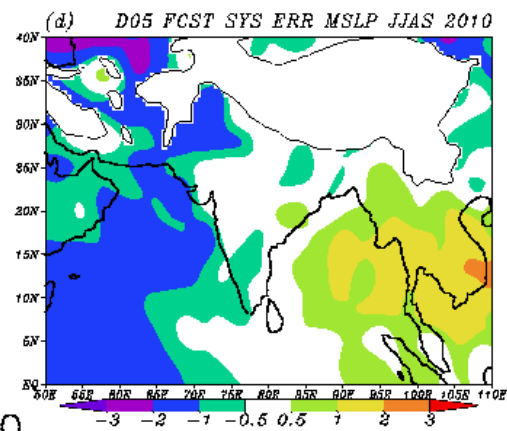 (d) D05 FCST SYS ERR MSLP JJAS 2010
40N
35N
30N
25N
20N
15N
10N
5N
EQ
50E 55E 60E 65E 70E 75E 80E 85E 90E 95E 100E 105E 110E
-3 -2 -1 -0.5 0.5 1 2 3